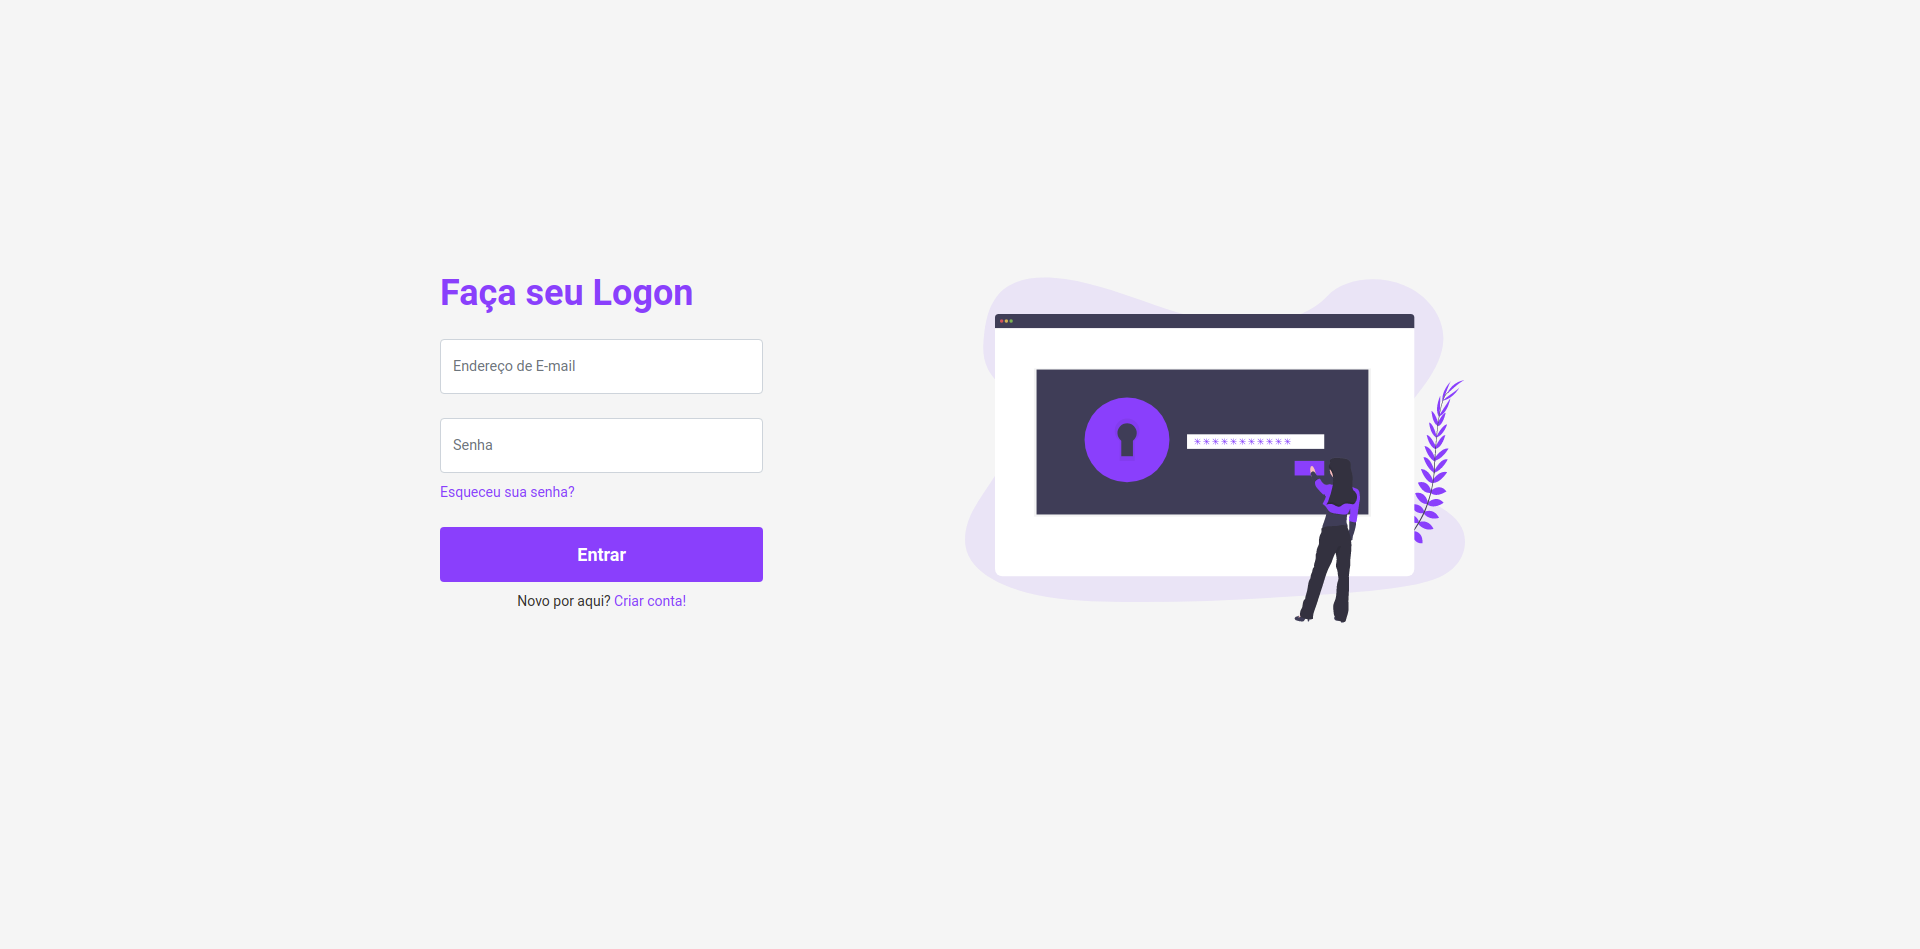 Faça seu Logon
Endereço de E-mail
Senha
Esqueceu sua senha?
Entrar
Novo por aqui? Criar conta!
***********